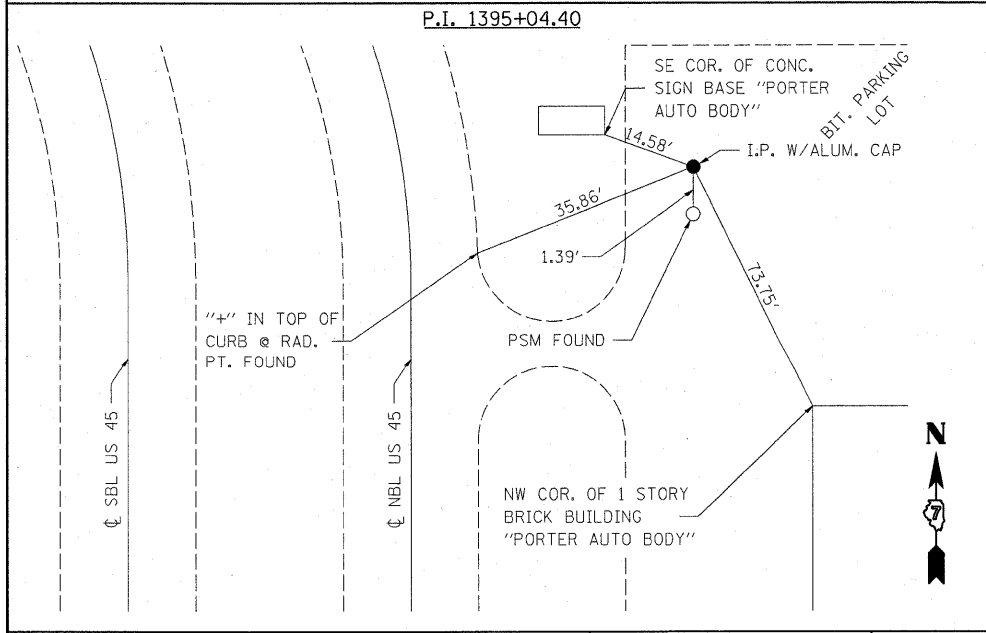 P.I. 1395+04.40
SE COR. OF CONC.
SIGN BASE "PORTER
AUTO BODY"
BIT. PARKING
LOT
14.58'
I.P. W/ALUM. CAP
35.86'
1.39'
73.75'
"+" IN TOP OF
CURB @ RAD.
PT. FOUND
PSM FOUND
℄ SBL US 45
℄ NBL US 45
NW COR. OF 1 STORY
BRICK BUILDING
"PORTER AUTO BODY"
N
7